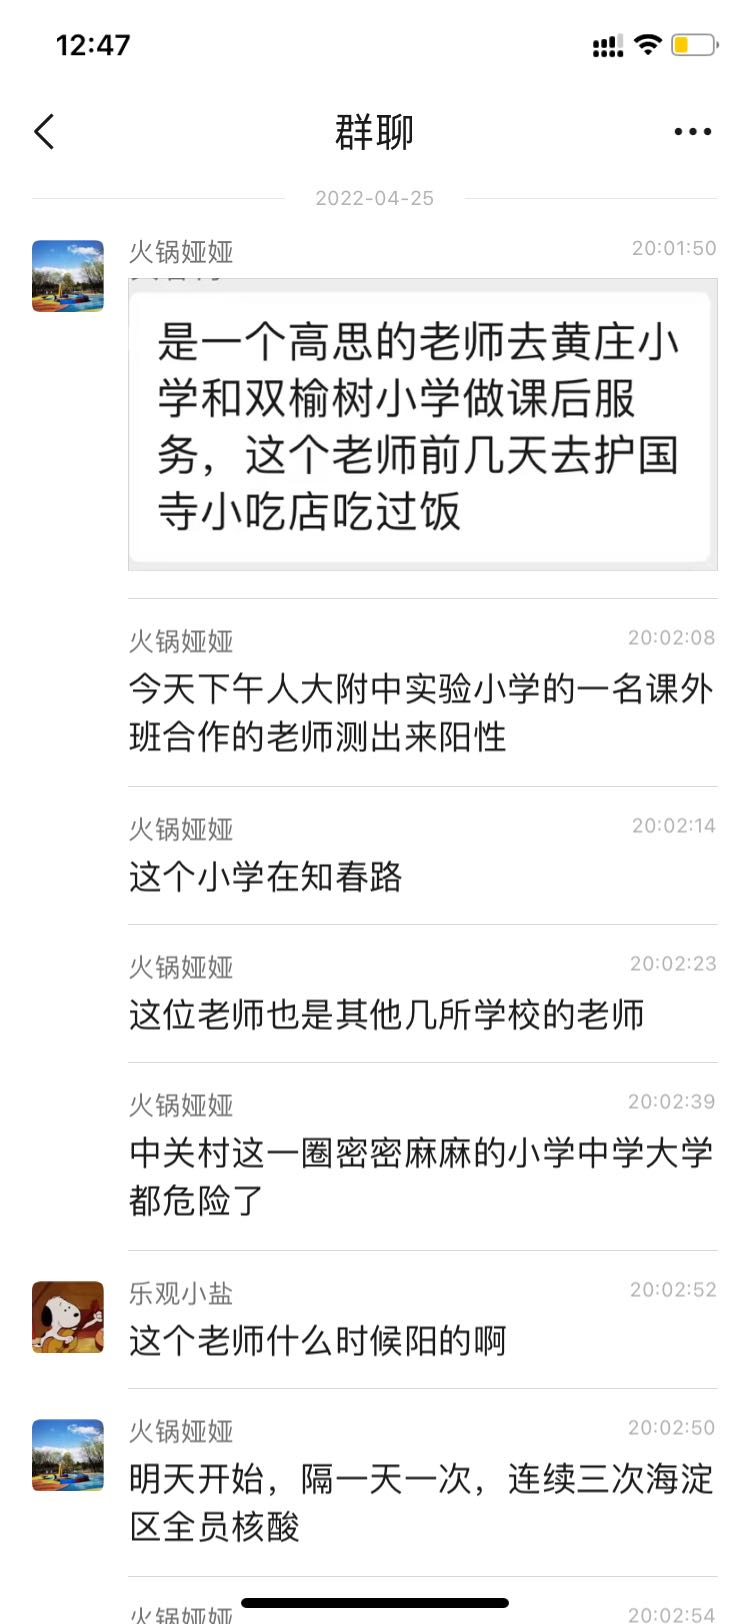 12:47
群聊
2022-04-25
火锅娅娅 20:01:50
是一个高思的老师去黄庄小
学和双榆树小学做课后服
务，这个老师前几天去护国
寺小吃店吃过饭
火锅娅娅 20:02:08
今天下午人大附中实验小学的一名课外
班合作的老师测出来阳性
火锅娅娅 20:02:14
这个小学在知春路
火锅娅娅 20:02:23
这位老师也是其他几所学校的老师
火锅娅娅 20:02:39
中关村这一圈密密麻麻的小学中学大学
都危险了
乐观小盐 20:02:52
这个老师什么时候阳的啊
火锅娅娅 20:02:50
明天开始，隔一天一次，连续三次海淀
区全员核酸
火锅娅娅 20:02:54